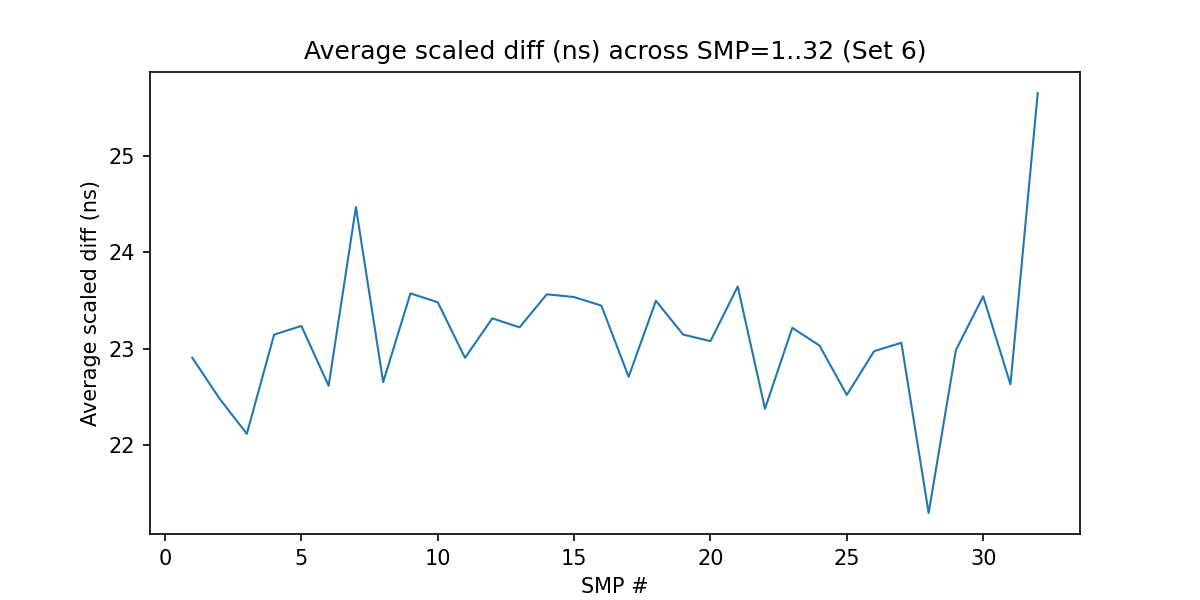 Average scaled diff (ns) across SMP=1..32 (Set 6)
Average scaled diff (ns)
25
24
23
22
0 5 10 15 20 25 30
SMP #